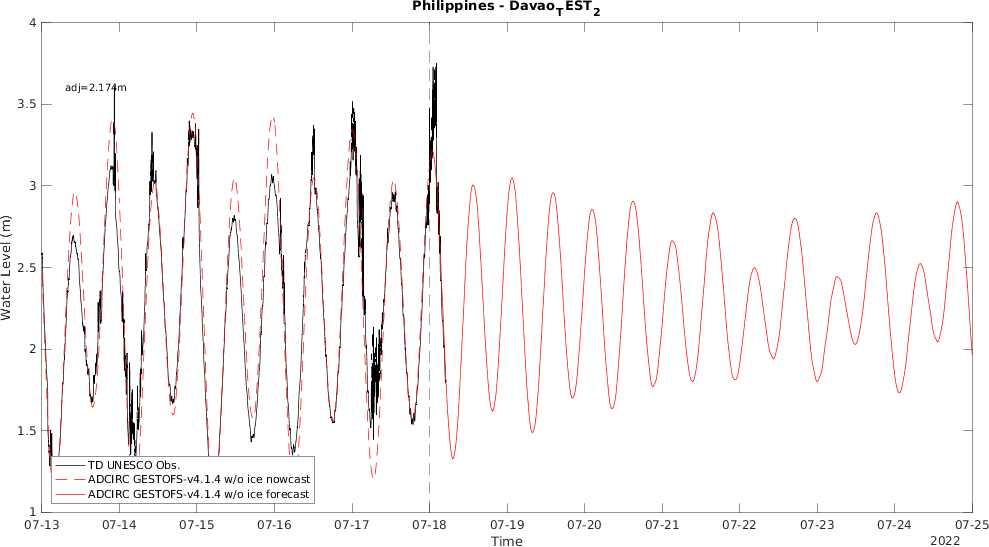 Philippines - DavaoTEST2
4
3.5
3
2.5
2
1.5
1
Water Level (m)
adj=2.174m
TD UNESCO Obs.
ADCIRC GESTOFS-v4.1.4 w/o ice nowcast
ADCIRC GESTOFS-v4.1.4 w/o ice forecast
07-13 07-14 07-15 07-16 07-17 07-18 07-19 07-20 07-21 07-22 07-23 07-24 07-25
Time
2022